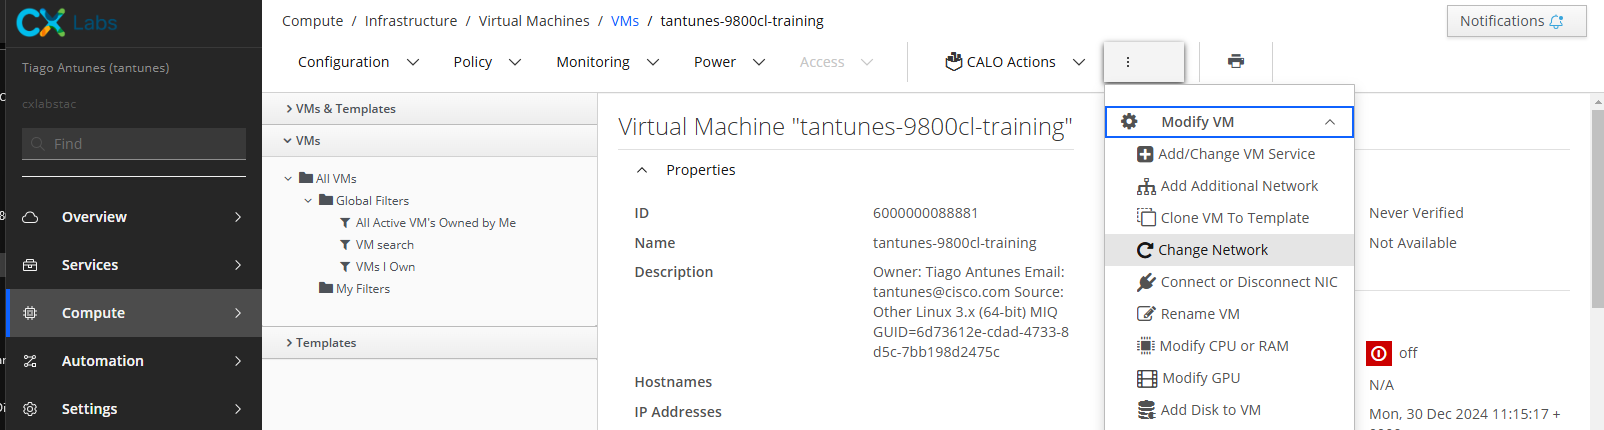 CX Labs
Tiago Antunes (tantunes)
cxlabstac
Find
Overview
Services
Compute
Automation
Settings
Compute / Infrastructure / Virtual Machines / VMs / tantunes-9800cl-training
Notifications
Configuration Policy Monitoring Power Access CALO Actions
VMs & Templates
VMs
All VMs
Global Filters
All Active VM's Owned by Me
VM search
VMs I Own
My Filters
Templates
Virtual Machine "tantunes-9800cl-training"
Properties
ID 6000000088881
Name tantunes-9800cl-training
Description Owner: Tiago Antunes Email:
tantunes@cisco.com Source:
Other Linux 3.x (64-bit) MIQ
GUID=6d73612e-cdad-4733-8
d5c-7bb198d2475c
Hostnames
IP Addresses
Modify VM
Add/Change VM Service
Add Additional Network
Clone VM To Template
Change Network
Connect or Disconnect NIC
Rename VM
Modify CPU or RAM
Modify GPU
Add Disk to VM
Never Verified
Not Available
off
N/A
Mon, 30 Dec 2024 11:15:17 +